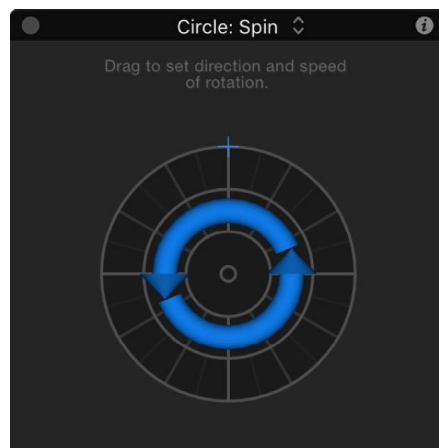 Circle: Spin
Drag to set direction and speed
of rotation.